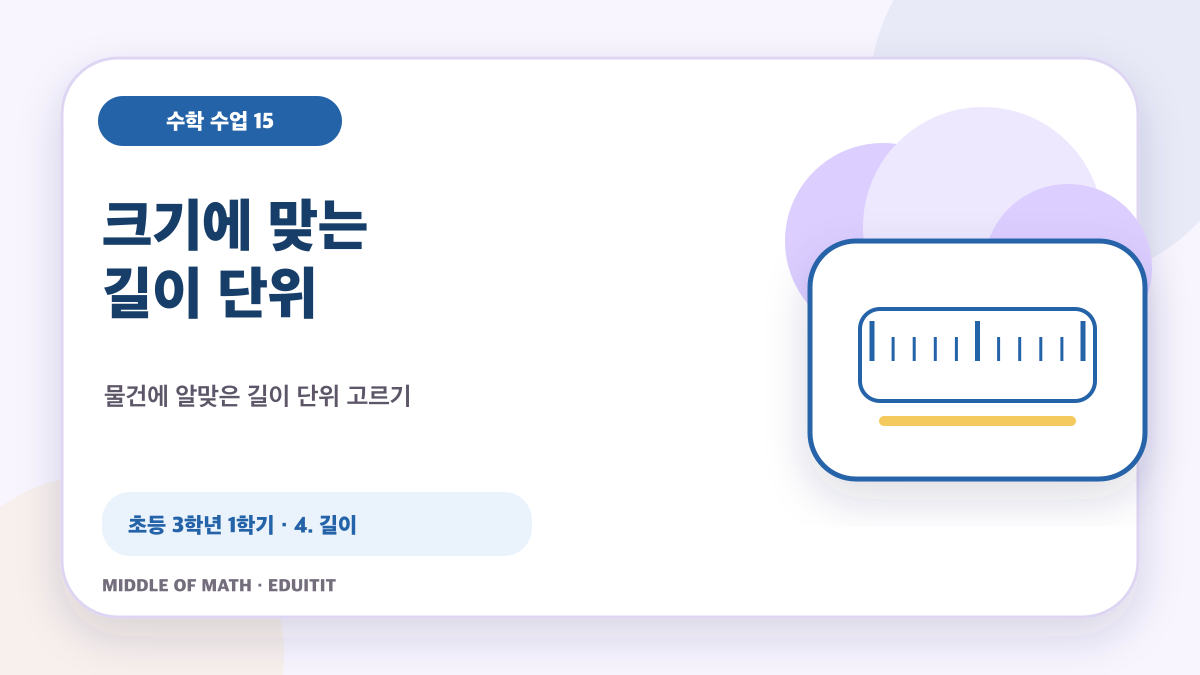 수학 수업 15
크기에 맞는
길이 단위
물건에 알맞은 길이 단위 고르기
초등 3학년 1학기 · 4. 길이
MIDDLE OF MATH · EDUITIT